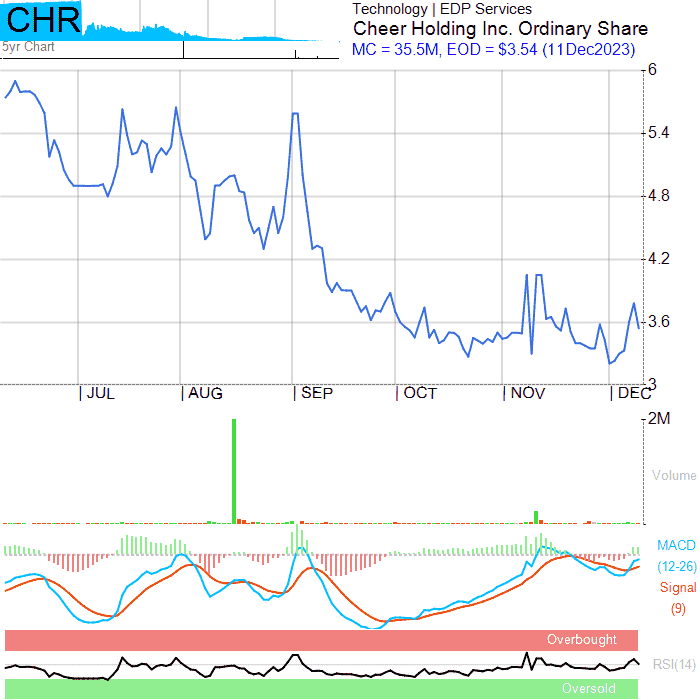 CHR
5yr Chart
Technology | EDP Services
Cheer Holding Inc. Ordinary Share
MC = 35.5M, EOD = $3.54 (11Dec2023)
6
5.4
4.8
4.2
3.6
3
| JUL
| AUG
| SEP
| OCT
| NOV
| DEC
2M
Volume
MACD
(12-26)
Signal
(9)
Overbought
RSI(14)
Oversold